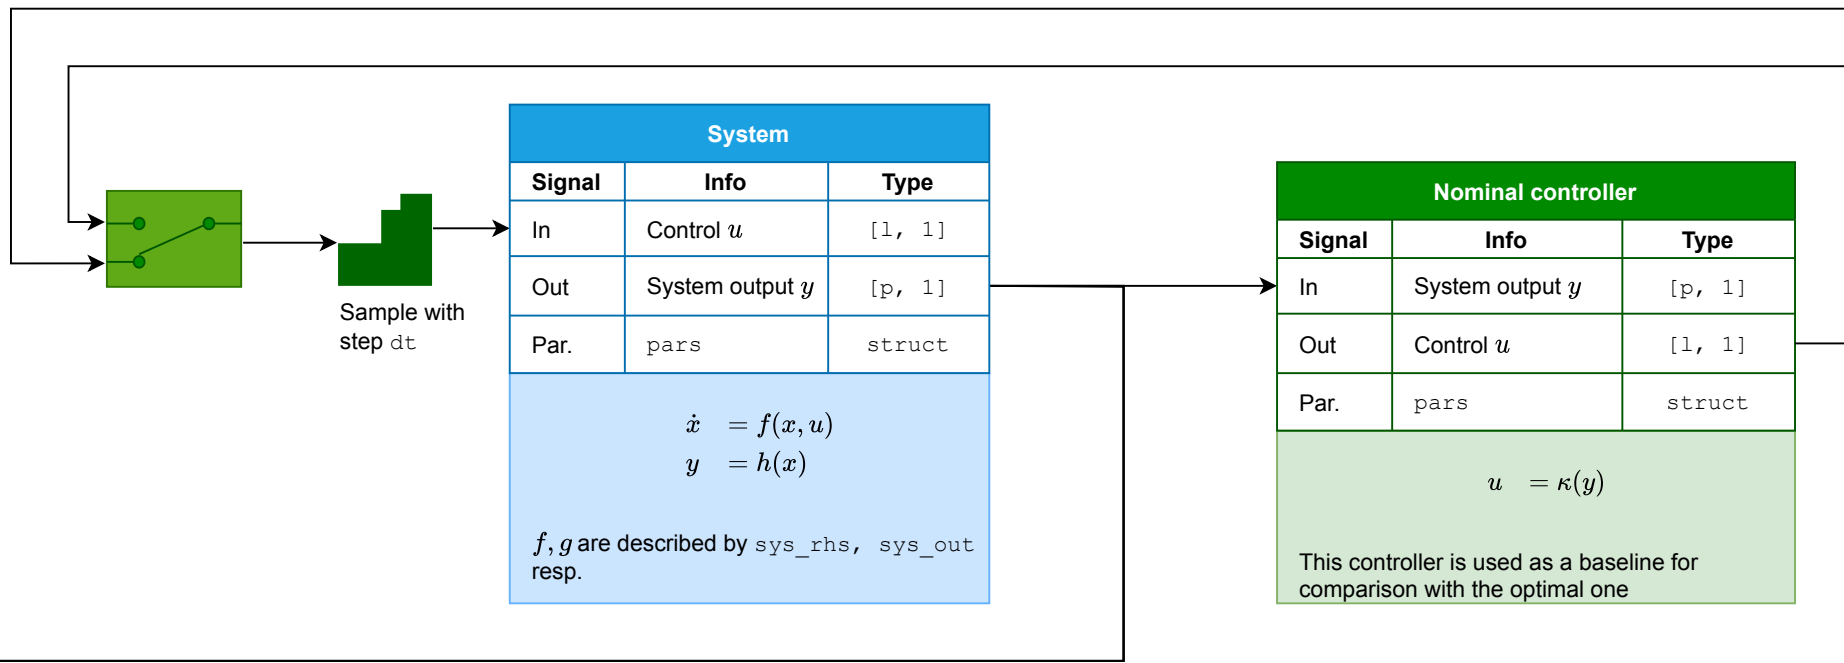 System
Signal Info Type
In Control u [l, 1]
Out System output y [p, 1]
Par. pars struct
ẋ = f(x, u)
y = h(x)
f, g are described by sys_rhs, sys_out
resp.
Sample with
step dt
Nominal controller
Signal Info Type
In System output y [p, 1]
Out Control u [l, 1]
Par. pars struct
u = κ(y)
This controller is used as a baseline for
comparison with the optimal one